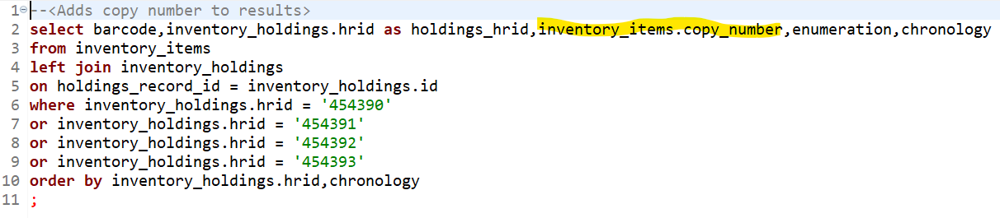 1 --<Adds copy number to results>
2 select barcode,inventory_holdings.hrid as holdings_hrid,inventory_items.copy_number,enumeration,chronology
3 from inventory_items
4 left join inventory_holdings
5 on holdings_record_id = inventory_holdings.id
6 where inventory_holdings.hrid = '454390'
7 or inventory_holdings.hrid = '454391'
8 or inventory_holdings.hrid = '454392'
9 or inventory_holdings.hrid = '454393'
10 order by inventory_holdings.hrid,chronology
11 ;